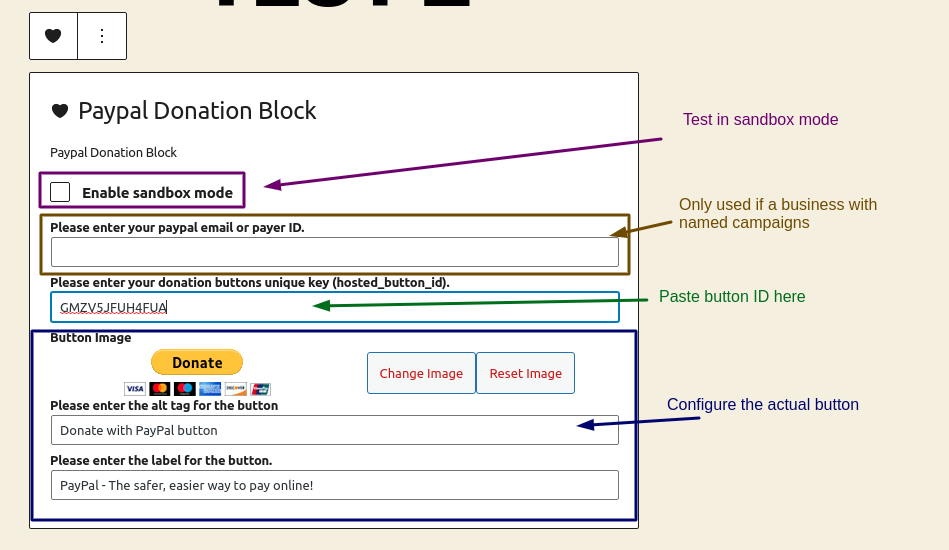 Paypal Donation Block
Test in sandbox mode
Paypal Donation Block
Enable sandbox mode
Only used if a business with
named campaigns
Please enter your paypal email or payer ID.
Please enter your donation buttons unique key (hosted_button_id).
GMZV5JFUH4FUA
Paste button ID here
Button Image
Donate
VISA
DISCOVER
Change Image
Reset Image
Please enter the alt tag for the button
Configure the actual button
Donate with PayPal button
Please enter the label for the button.
PayPal - The safer, easier way to pay online!